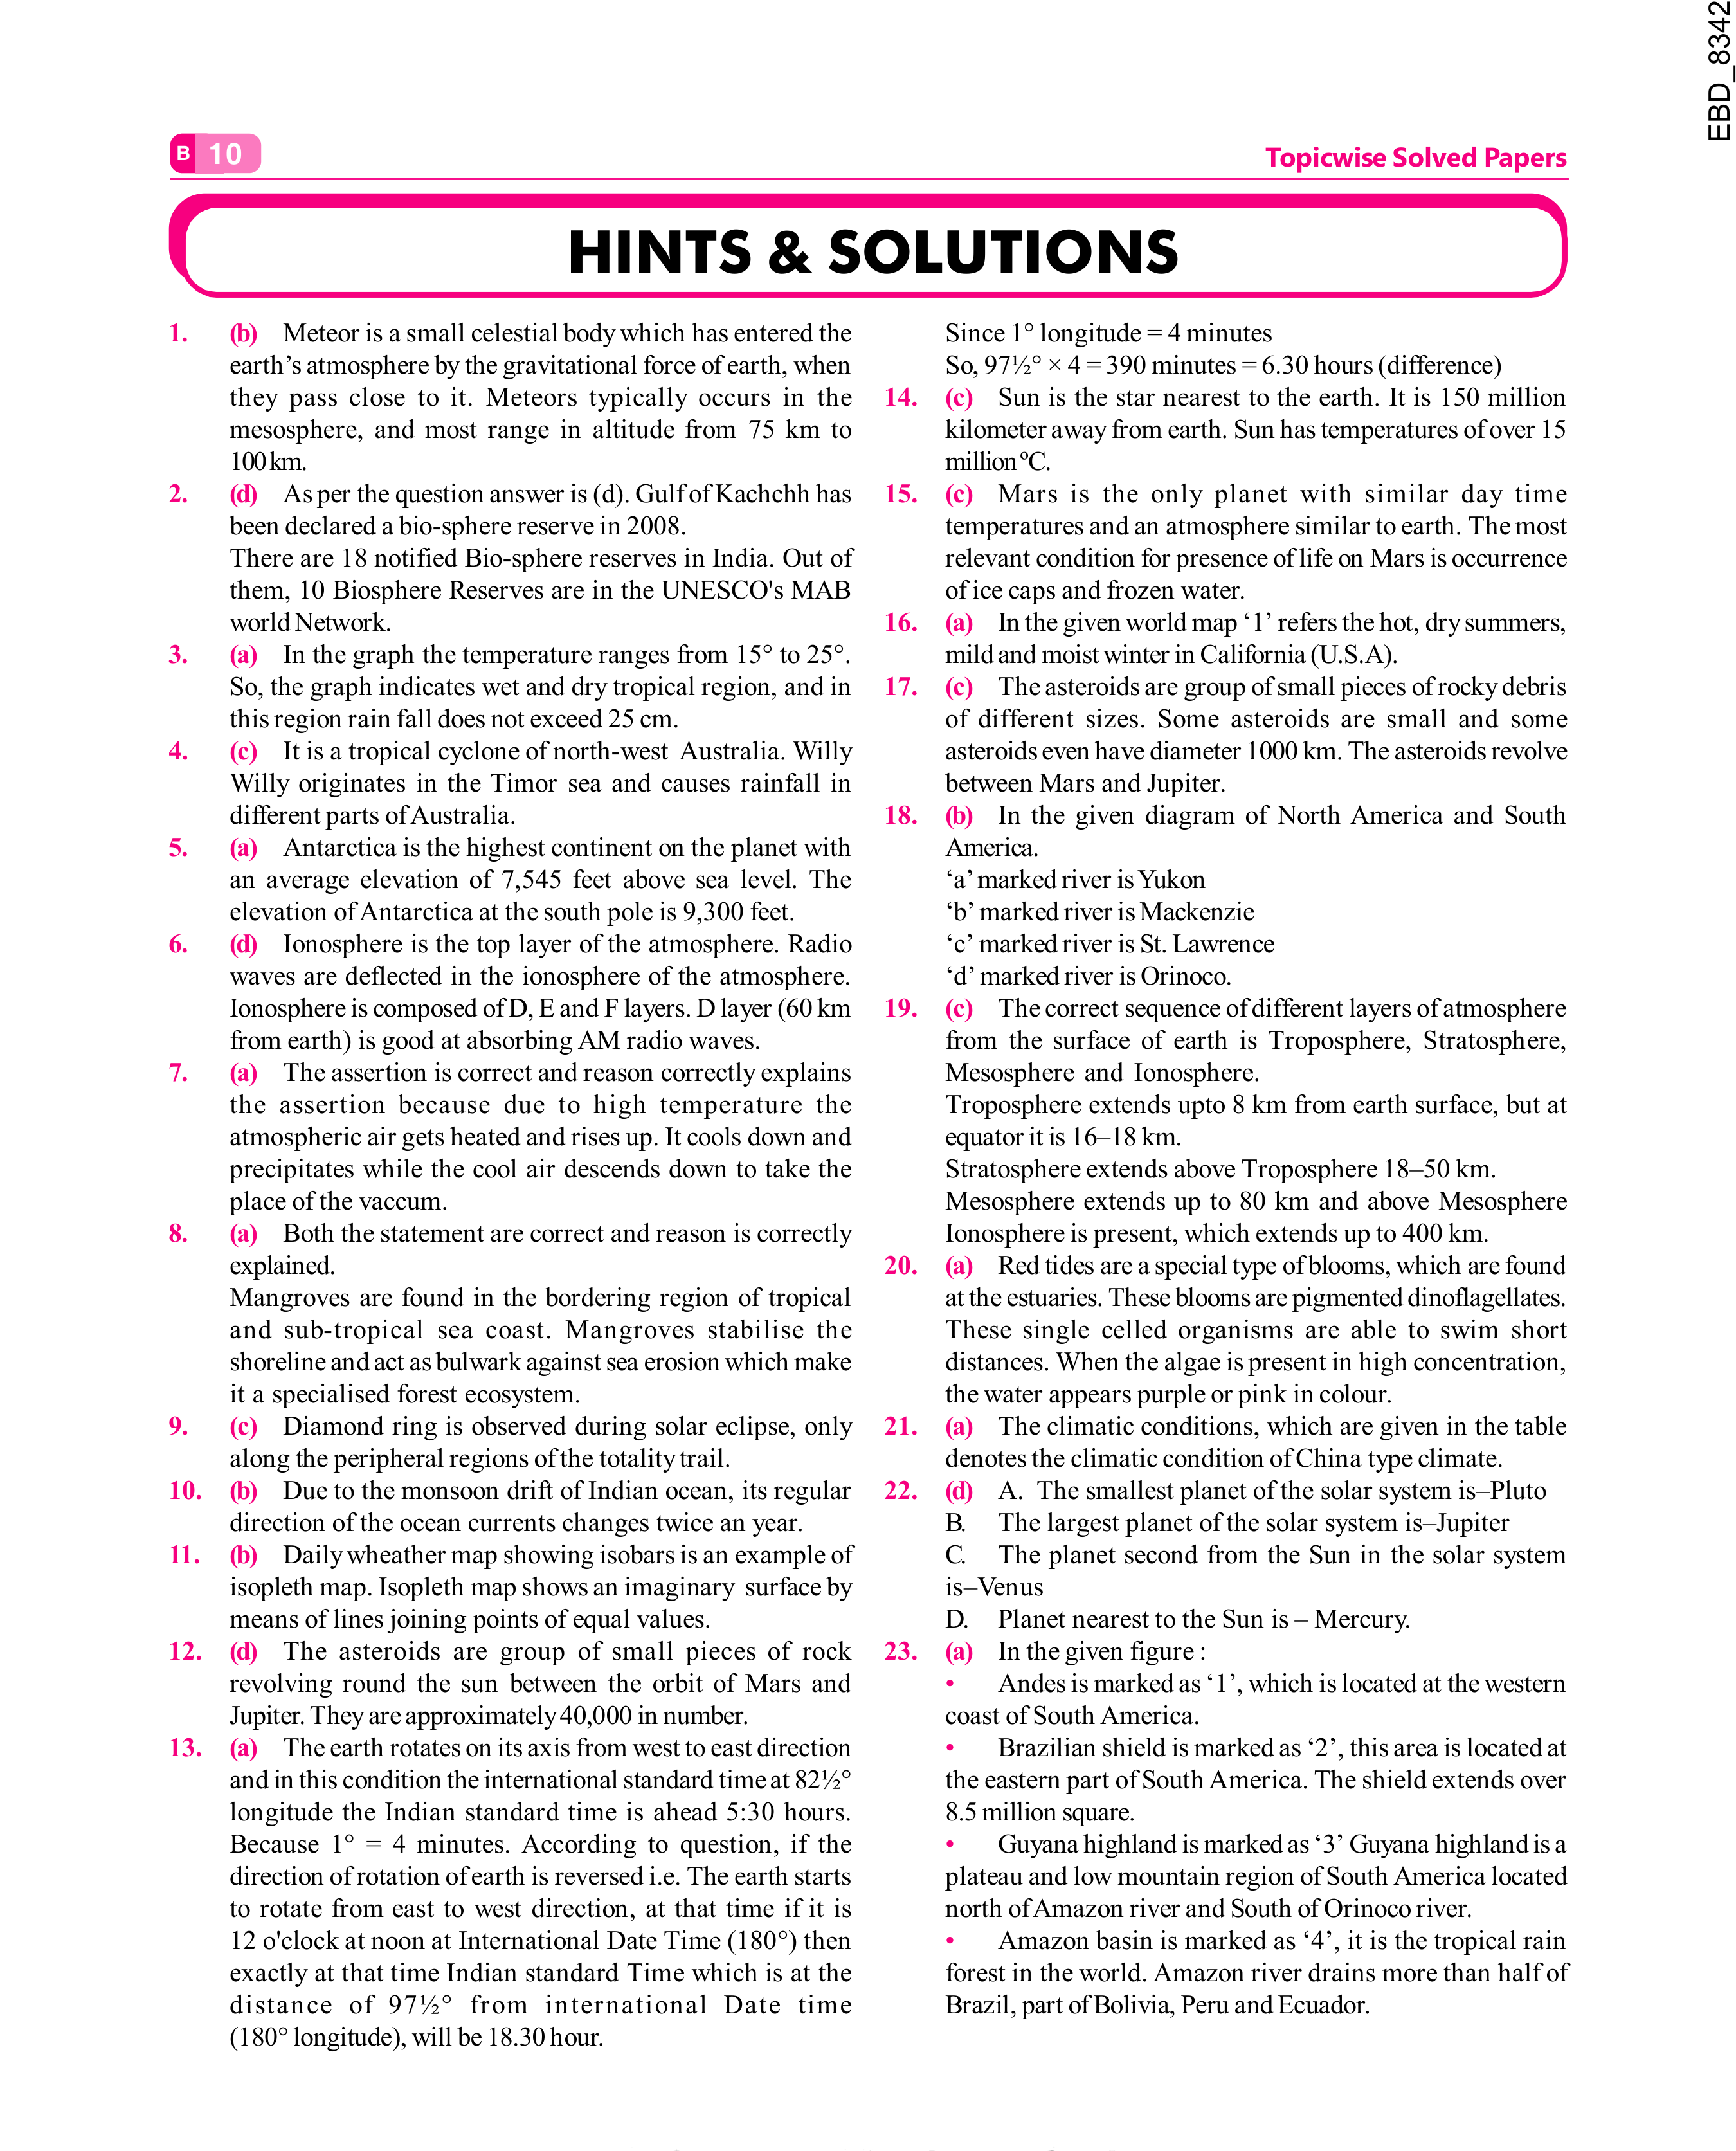 EBD_8342
B 10
Topicwise Solved Papers
HINTS & SOLUTIONS
1. (b) Meteor is a small celestial body which has entered the
earth’s atmosphere by the gravitational force of earth, when
they pass close to it. Meteors typically occurs in the
mesosphere, and most range in altitude from 75 km to
100 km.
2. (d) As per the question answer is (d). Gulf of Kachchh has
been declared a bio-sphere reserve in 2008.
There are 18 notified Bio-sphere reserves in India. Out of
them, 10 Biosphere Reserves are in the UNESCO's MAB
world Network.
3. (a) In the graph the temperature ranges from 15° to 25°.
So, the graph indicates wet and dry tropical region, and in
this region rain fall does not exceed 25 cm.
4. (c) It is a tropical cyclone of north-west Australia. Willy
Willy originates in the Timor sea and causes rainfall in
different parts of Australia.
5. (a) Antarctica is the highest continent on the planet with
an average elevation of 7,545 feet above sea level. The
elevation of Antarctica at the south pole is 9,300 feet.
6. (d) Ionosphere is the top layer of the atmosphere. Radio
waves are deflected in the ionosphere of the atmosphere.
Ionosphere is composed of D, E and F layers. D layer (60 km
from earth) is good at absorbing AM radio waves.
7. (a) The assertion is correct and reason correctly explains
the assertion because due to high temperature the
atmospheric air gets heated and rises up. It cools down and
precipitates while the cool air descends down to take the
place of the vaccum.
8. (a) Both the statement are correct and reason is correctly
explained.
Mangroves are found in the bordering region of tropical
and sub-tropical sea coast. Mangroves stabilise the
shoreline and act as bulwark against sea erosion which make
it a specialised forest ecosystem.
9. (c) Diamond ring is observed during solar eclipse, only
along the peripheral regions of the totality trail.
10. (b) Due to the monsoon drift of Indian ocean, its regular
direction of the ocean currents changes twice an year.
11. (b) Daily wheather map showing isobars is an example of
isopleth map. Isopleth map shows an imaginary surface by
means of lines joining points of equal values.
12. (d) The asteroids are group of small pieces of rock
revolving round the sun between the orbit of Mars and
Jupiter. They are approximately 40,000 in number.
13. (a) The earth rotates on its axis from west to east direction
and in this condition the international standard time at 82½°
longitude the Indian standard time is ahead 5:30 hours.
Because 1° = 4 minutes. According to question, if the
direction of rotation of earth is reversed i.e. The earth starts
to rotate from east to west direction, at that time if it is
12 o'clock at noon at International Date Time (180°) then
exactly at that time Indian standard Time which is at the
distance of 97½° from international Date time
(180° longitude), will be 18.30 hour.
Since 1° longitude = 4 minutes
So, 97½° × 4 = 390 minutes = 6.30 hours (difference)
14. (c) Sun is the star nearest to the earth. It is 150 million
kilometer away from earth. Sun has temperatures of over 15
million ºC.
15. (c) Mars is the only planet with similar day time
temperatures and an atmosphere similar to earth. The most
relevant condition for presence of life on Mars is occurrence
of ice caps and frozen water.
16. (a) In the given world map ‘1’ refers the hot, dry summers,
mild and moist winter in California (U.S.A).
17. (c) The asteroids are group of small pieces of rocky debris
of different sizes. Some asteroids are small and some
asteroids even have diameter 1000 km. The asteroids revolve
between Mars and Jupiter.
18. (b) In the given diagram of North America and South
America.
‘a’ marked river is Yukon
‘b’ marked river is Mackenzie
‘c’ marked river is St. Lawrence
‘d’ marked river is Orinoco.
19. (c) The correct sequence of different layers of atmosphere
from the surface of earth is Troposphere, Stratosphere,
Mesosphere and Ionosphere.
Troposphere extends upto 8 km from earth surface, but at
equator it is 16–18 km.
Stratosphere extends above Troposphere 18–50 km.
Mesosphere extends up to 80 km and above Mesosphere
Ionosphere is present, which extends up to 400 km.
20. (a) Red tides are a special type of blooms, which are found
at the estuaries. These blooms are pigmented dinoflagellates.
These single celled organisms are able to swim short
distances. When the algae is present in high concentration,
the water appears purple or pink in colour.
21. (a) The climatic conditions, which are given in the table
denotes the climatic condition of China type climate.
22. (d) A. The smallest planet of the solar system is–Pluto
B. The largest planet of the solar system is–Jupiter
C. The planet second from the Sun in the solar system
is–Venus
D. Planet nearest to the Sun is – Mercury.
23. (a) In the given figure :
• Andes is marked as ‘1’, which is located at the western
coast of South America.
• Brazilian shield is marked as ‘2’, this area is located at
the eastern part of South America. The shield extends over
8.5 million square.
• Guyana highland is marked as ‘3’ Guyana highland is a
plateau and low mountain region of South America located
north of Amazon river and South of Orinoco river.
• Amazon basin is marked as ‘4’, it is the tropical rain
forest in the world. Amazon river drains more than half of
Brazil, part of Bolivia, Peru and Ecuador.